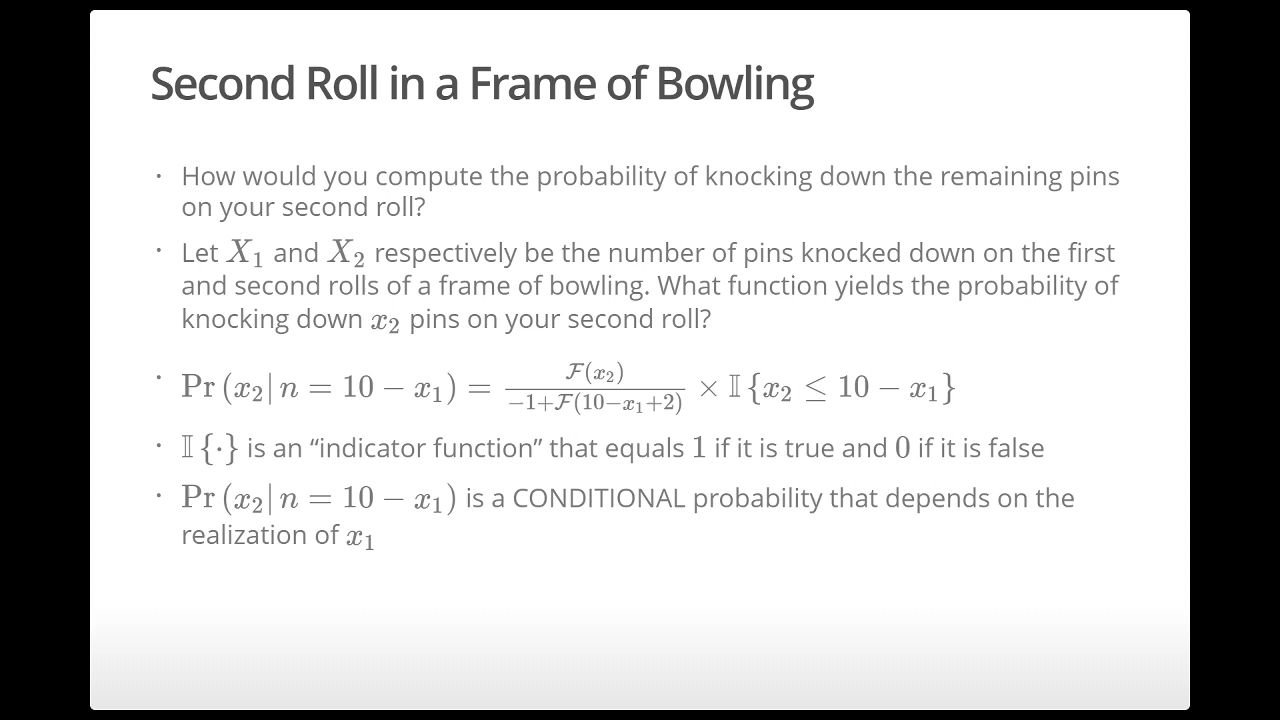 Second Roll in a Frame of Bowling
· How would you compute the probability of knocking down the remaining pins
on your second roll?
· Let X₁ and X₂ respectively be the number of pins knocked down on the first
and second rolls of a frame of bowling. What function yields the probability of
knocking down x₂ pins on your second roll?
· Pr (x₂| n = 10 − x₁) = ℱ(x₂) / −1+ℱ(10−x₁+2) × 𝕀 {x₂ ≤ 10 − x₁}
· 𝕀 {·} is an “indicator function” that equals 1 if it is true and 0 if it is false
· Pr (x₂| n = 10 − x₁) is a CONDITIONAL probability that depends on the
realization of x₁